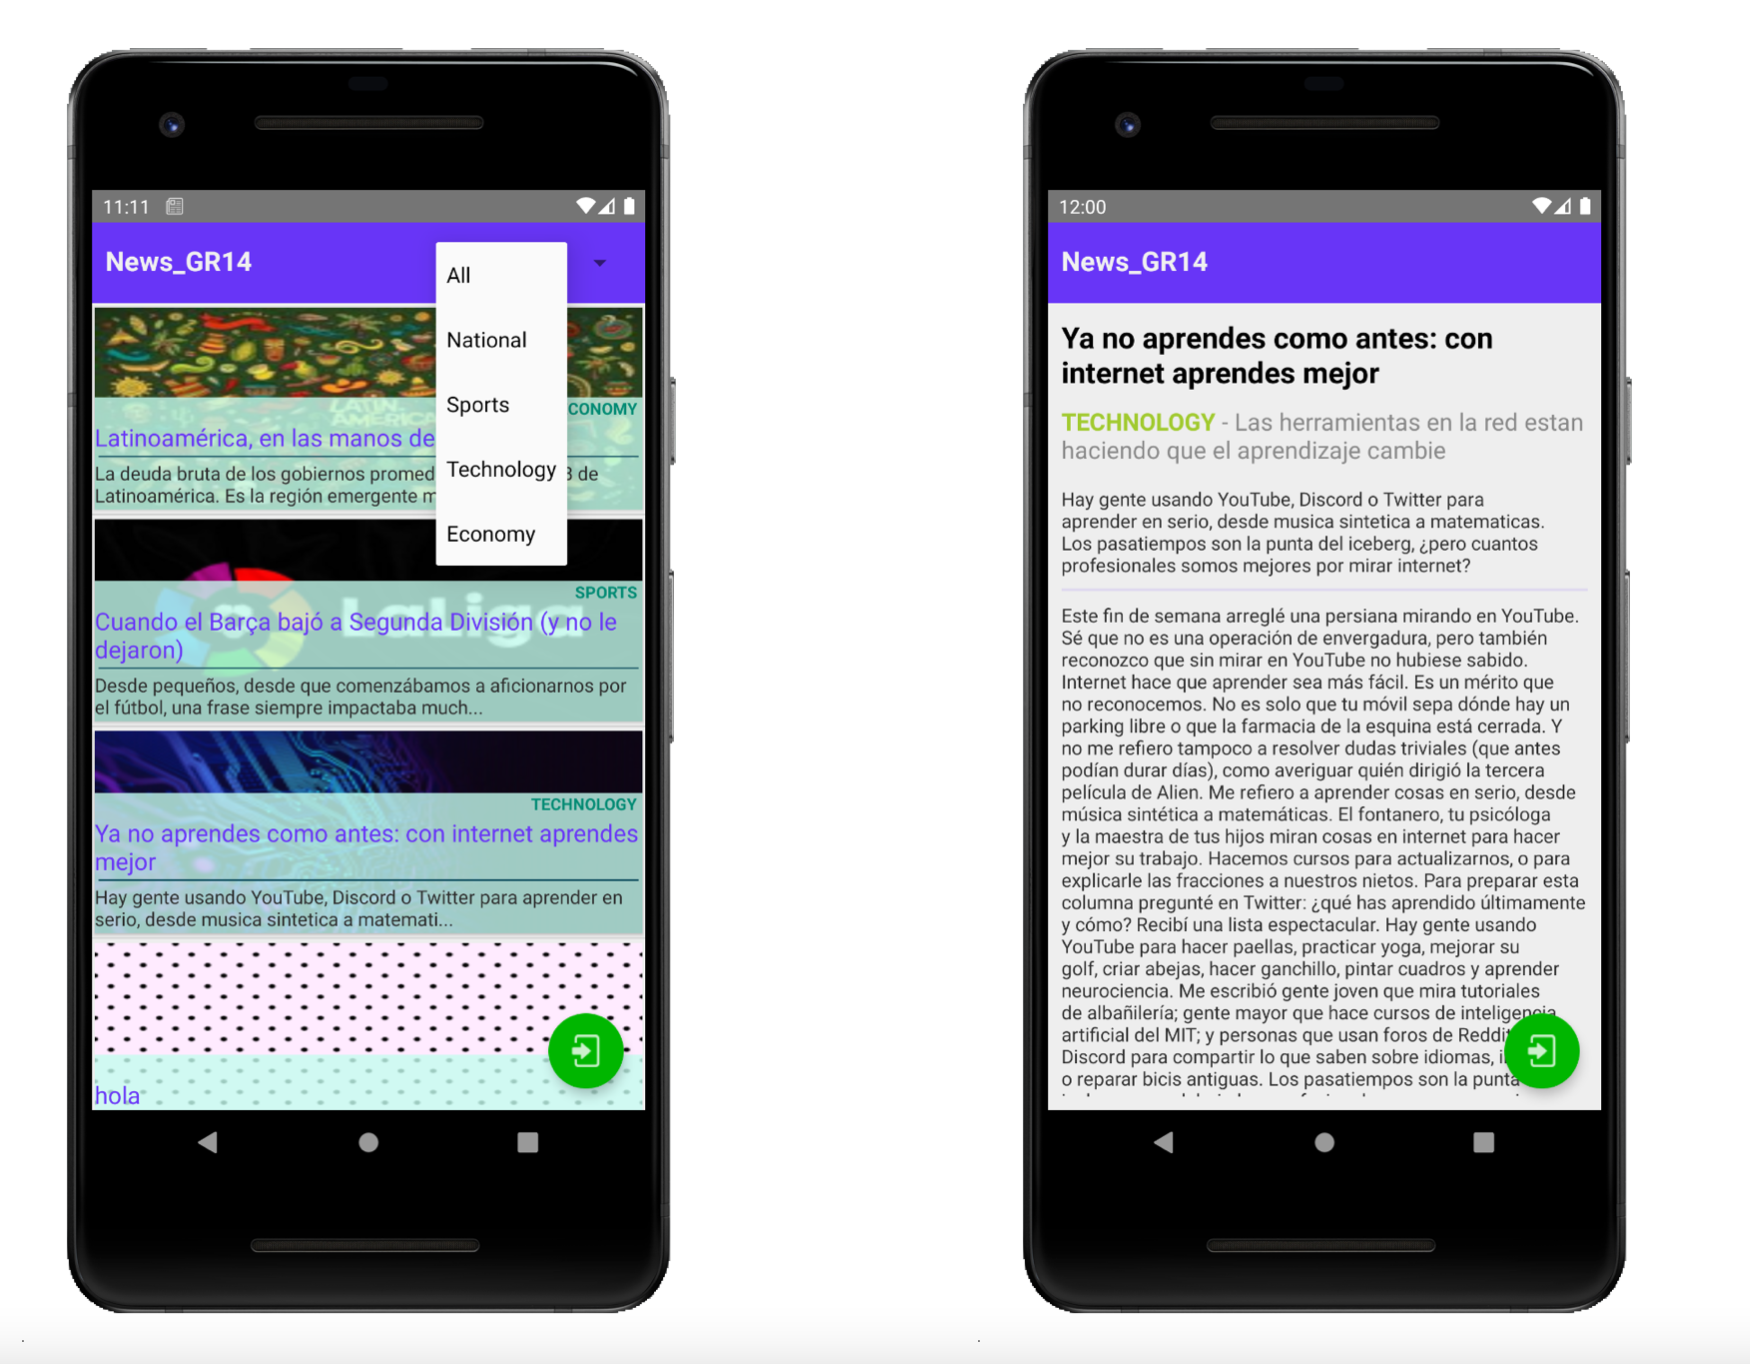 11:11
News_GR14
All
National
Sports
Technology
Economy
LATIN
AMERICA
CONOMY
Latinoamérica, en las manos de
La deuda bruta de los gobiernos promed
3 de
Latinoamérica. Es la región emergente
LaLiga
SPORTS
Cuando el Barça bajó a Segunda División (y no le
dejaron)
Desde pequeños, desde que comenzábamos a aficionarnos por
el fútbol, una frase siempre impactaba much...
TECHNOLOGY
Ya no aprendes como antes: con internet aprendes
mejor
Hay gente usando YouTube, Discord o Twitter para aprender en
serio, desde musica sintetica a matemati...
hola
12:00
News_GR14
Ya no aprendes como antes: con
internet aprendes mejor
TECHNOLOGY - Las herramientas en la red estan
haciendo que el aprendizaje cambie
Hay gente usando YouTube, Discord o Twitter para
aprender en serio, desde musica sintetica a matematicas.
Los pasatiempos son la punta del iceberg, ¿pero cuantos
profesionales somos mejores por mirar internet?
Este fin de semana arreglé una persiana mirando en YouTube.
Sé que no es una operación de envergadura, pero también
reconozco que sin mirar en YouTube no hubiese sabido.
Internet hace que aprender sea más fácil. Es un mérito que
no reconocemos. No es solo que tu móvil sepa dónde hay un
parking libre o que la farmacia de la esquina está cerrada. Y
no me refiero tampoco a resolver dudas triviales (que antes
podían durar días), como averiguar quién dirigió la tercera
película de Alien. Me refiero a aprender cosas en serio, desde
música sintética a matemáticas. El fontanero, tu psicóloga
y la maestra de tus hijos miran cosas en internet para hacer
mejor su trabajo. Hacemos cursos para actualizarnos, o para
explicarle las fracciones a nuestros nietos. Para preparar esta
columna pregunté en Twitter: ¿qué has aprendido últimamente
y cómo? Recibí una lista espectacular. Hay gente usando
YouTube para hacer paellas, practicar yoga, mejorar su
golf, criar abejas, hacer ganchillo, pintar cuadros y aprender
neurociencia. Me escribió gente joven que mira tutoriales
de albañilería; gente mayor que hace cursos de inteligencia
artificial del MIT; y personas que usan foros de Reddit
Discord para compartir lo que saben sobre idiomas,
o reparar bicis antiguas. Los pasatiempos son la punta